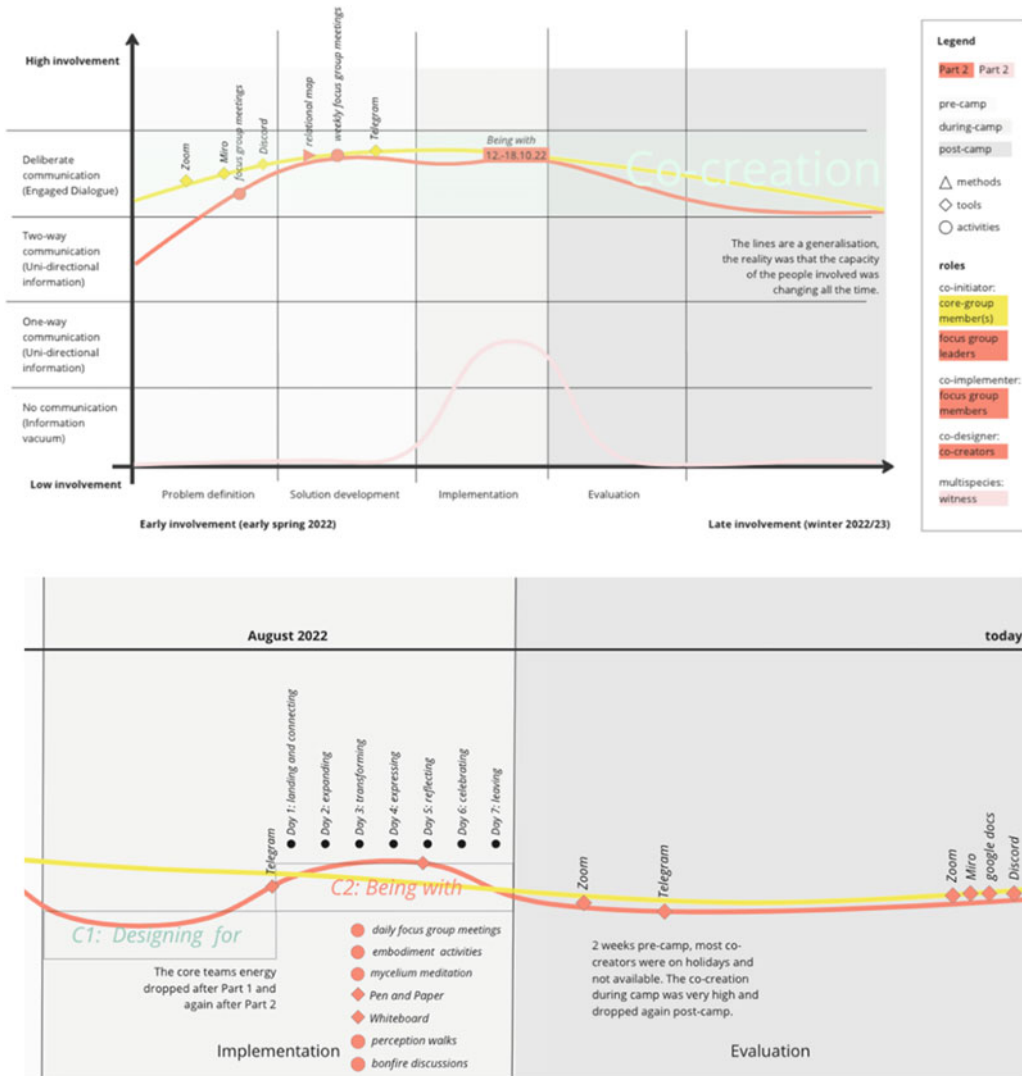 High involvement
Deliberate
communication
(Engaged Dialogue)
Two-way
communication
(Uni-directional
information)
One-way
communication
(Uni-directional
information)
No communication
(Information
vacuum)
Low involvement
Zoom
Miro
focus group meetings
Discord
relational map
weekly focus group meetings
Telegram
Being with
12.-18.10.22
Co-creation
The lines are a generalisation,
the reality was that the capacity
of the people involved was
changing all the time.
Problem definition
Solution development
Implementation
Evaluation
Early involvement (early spring 2022)
Late involvement (winter 2022/23)
Legend
Part 2 Part 2
pre-camp
during-camp
post-camp
methods
tools
activities
roles
co-initiator:
core-group
member(s)
focus group
leaders
co-implementer:
focus group
members
co-designer:
co-creators
multispecies:
witness
August 2022
today
Telegram
Day 1: landing and connecting
Day 2: expanding
Day 3: transforming
Day 4: expressing
Day 5: reflecting
Day 6: celebrating
Day 7: leaving
C1: Designing for
C2: Being with
The core teams energy
dropped after Part 1 and
again after Part 2
daily focus group meetings
embodiment activities
mycelium meditation
Pen and Paper
Whiteboard
perception walks
bonfire discussions
Implementation
Zoom
Telegram
Zoom
Miro
google docs
Discord
2 weeks pre-camp, most co-
creators were on holidays and
not available. The co-creation
during camp was very high and
dropped again post-camp.
Evaluation